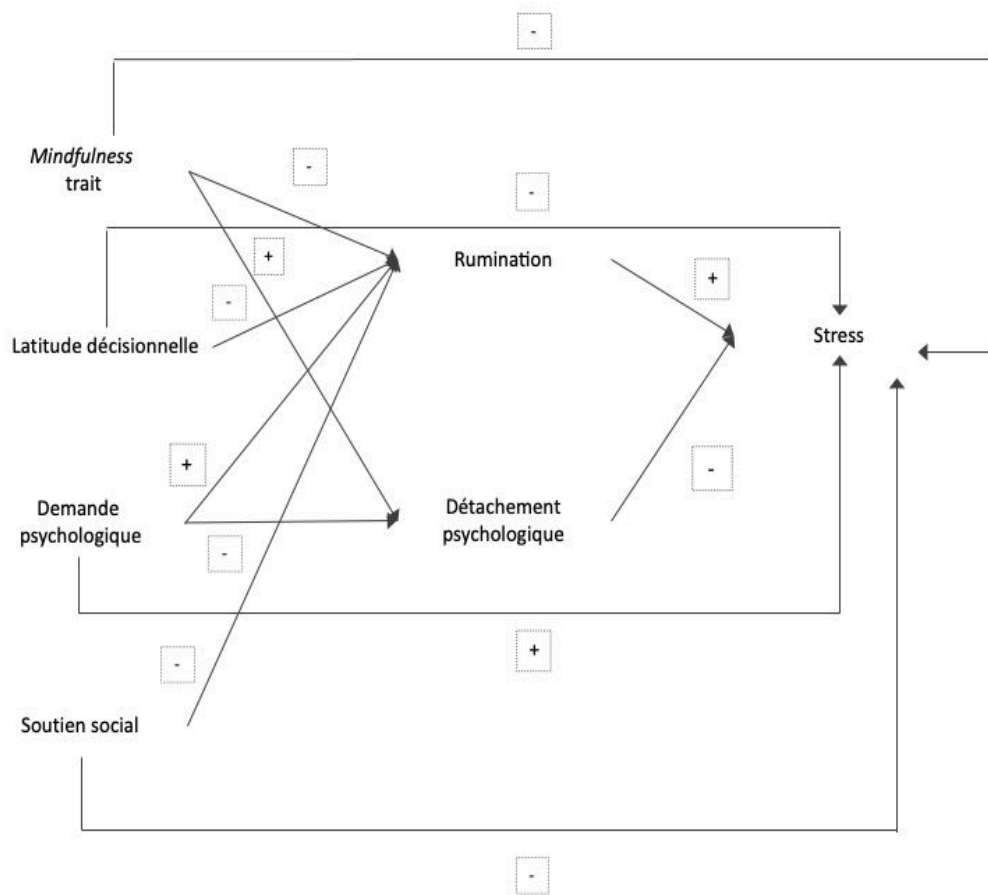 -
Mindfulness
trait
-
-
+
-
Rumination
+
Latitude décisionnelle
Stress
+
-
Demande
psychologique
Détachement
psychologique
-
+
-
Soutien social
-